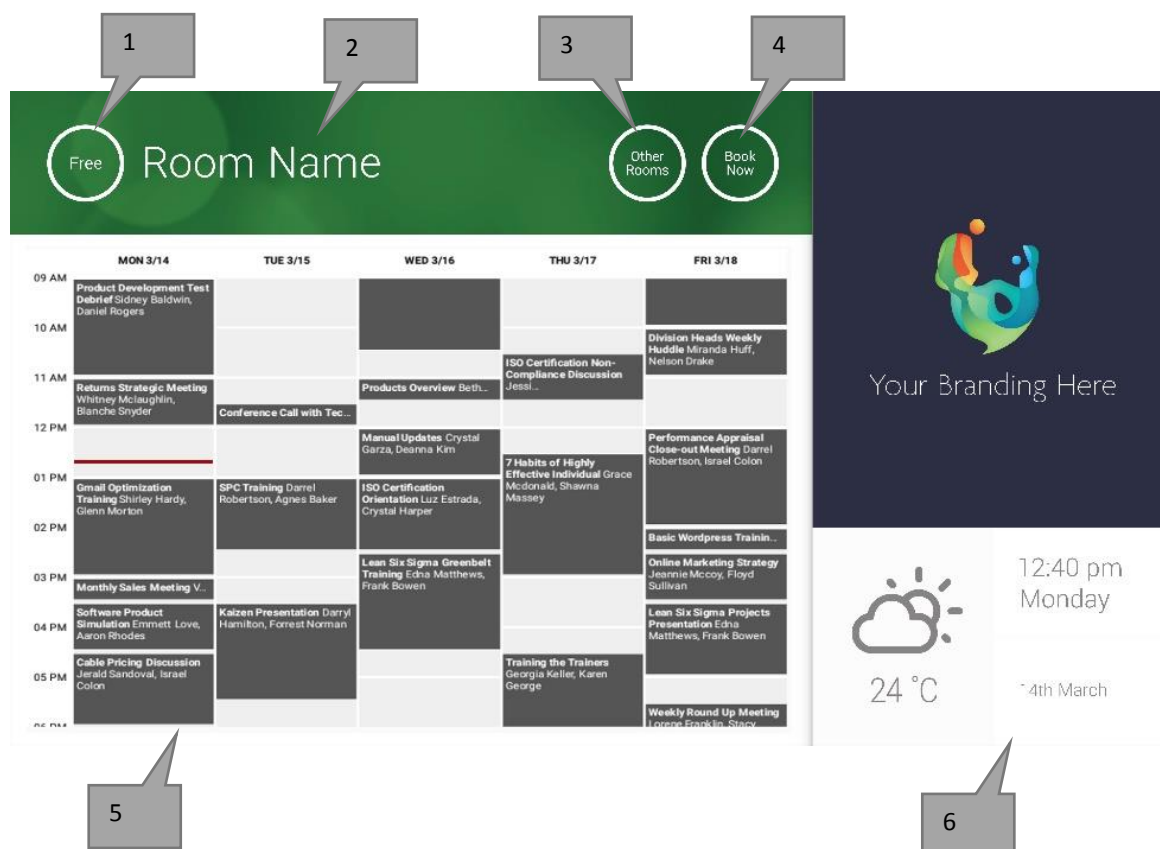 1
2
3
4
Free
Room Name
Other
Rooms
Book
Now
MON 3/14
TUE 3/15
WED 3/16
THU 3/17
FRI 3/18
09 AM
10 AM
11 AM
12 PM
01 PM
02 PM
03 PM
04 PM
05 PM
Product Development Test
Debrief Sidney Baldwin,
Daniel Rogers
Returns Strategic Meeting
Whitney Mclaughlin,
Blanche Snyder
Gmail Optimization
Training Shirley Hardy,
Glenn Morton
Monthly Sales Meeting V...
Software Product
Simulation Emmett Love,
Aaron Rhodes
Cable Pricing Discussion
Jerald Sandoval, Israel
Colon
Conference Call with Tec...
SPC Training Darrel
Robertson, Agnes Baker
Kaizen Presentation Darryl
Hamilton, Forrest Norman
Products Overview Beth...
Manual Updates Crystal
Garza, Deanna Kim
ISO Certification
Orientation Luz Estrada,
Crystal Harper
Lean Six Sigma Greenbelt
Training Edna Matthews,
Frank Bowen
ISO Certification Non-
Compliance Discussion
Jessi...
7 Habits of Highly
Effective Individual Grace
Mcdonald, Shawna
Massey
Training the Trainers
Georgia Keller, Karen
George
Division Heads Weekly
Huddle Miranda Huff,
Nelson Drake
Performance Appraisal
Close-out Meeting Darrel
Robertson, Israel Colon
Basic Wordpress Trainin...
Online Marketing Strategy
Jeannie Mccoy, Floyd
Sullivan
Lean Six Sigma Projects
Presentation Edna
Matthews, Frank Bowen
Weekly Round Up Meeting
Lorene Franklin, Stacy
Your Branding Here
12:40 pm
Monday
24 °C
March
5
6